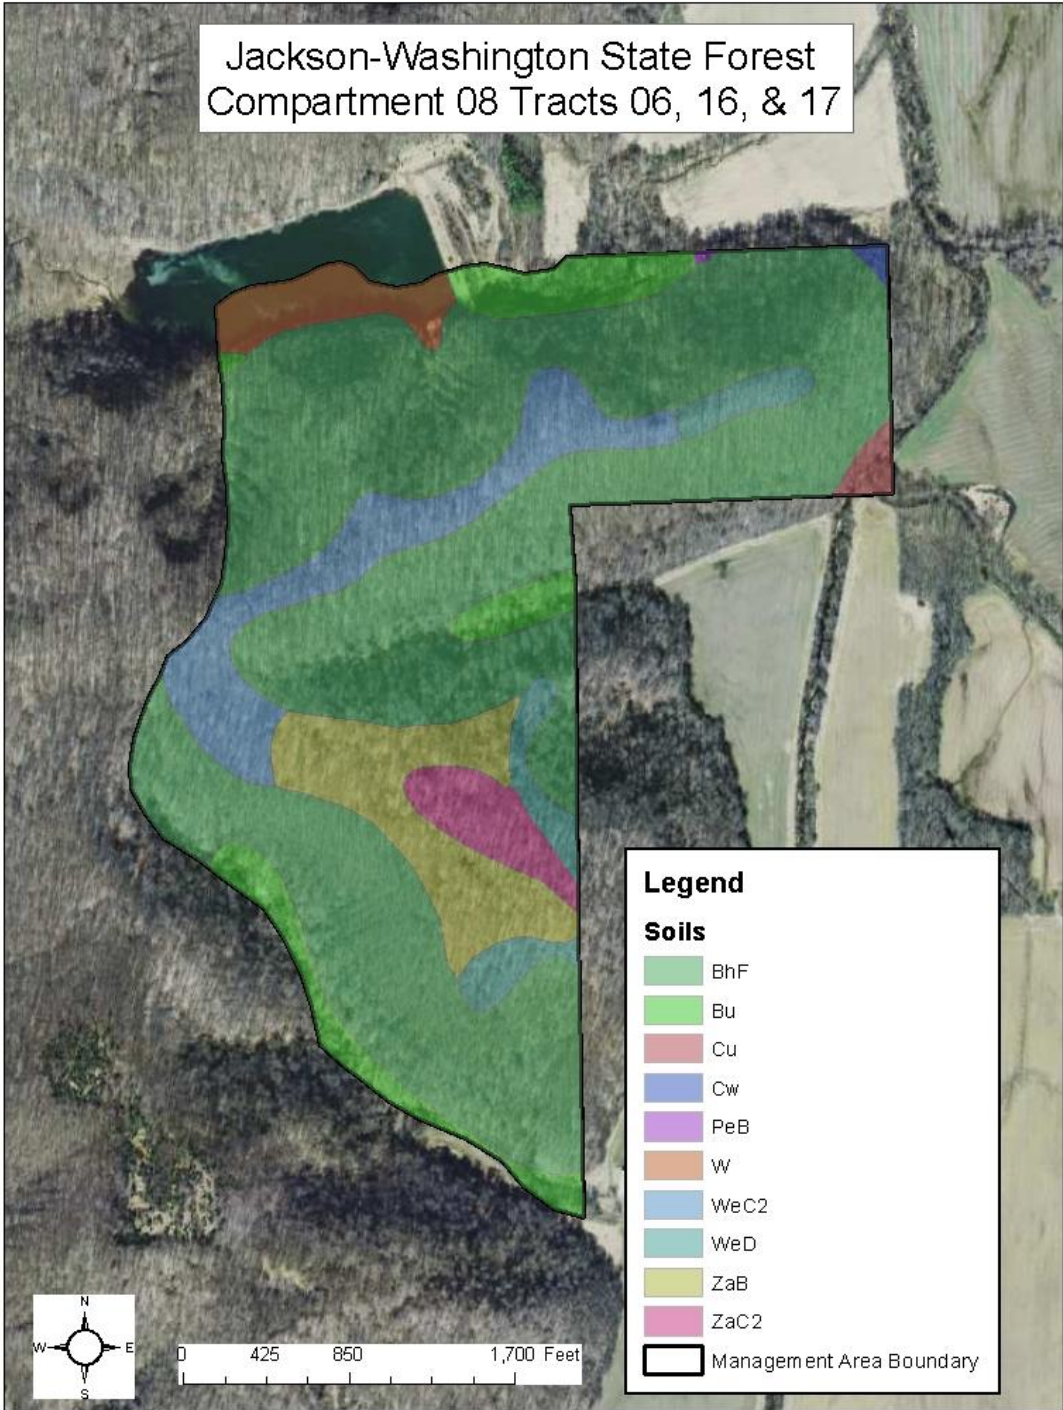 Jackson-Washington State Forest
Compartment 08 Tracts 06, 16, & 17
Legend
Soils
BhF
Bu
Cu
Cw
PeB
W
WeC2
WeD
ZaB
ZaC2
Management Area Boundary
N
W E
S
0 425 850 1,700 Feet